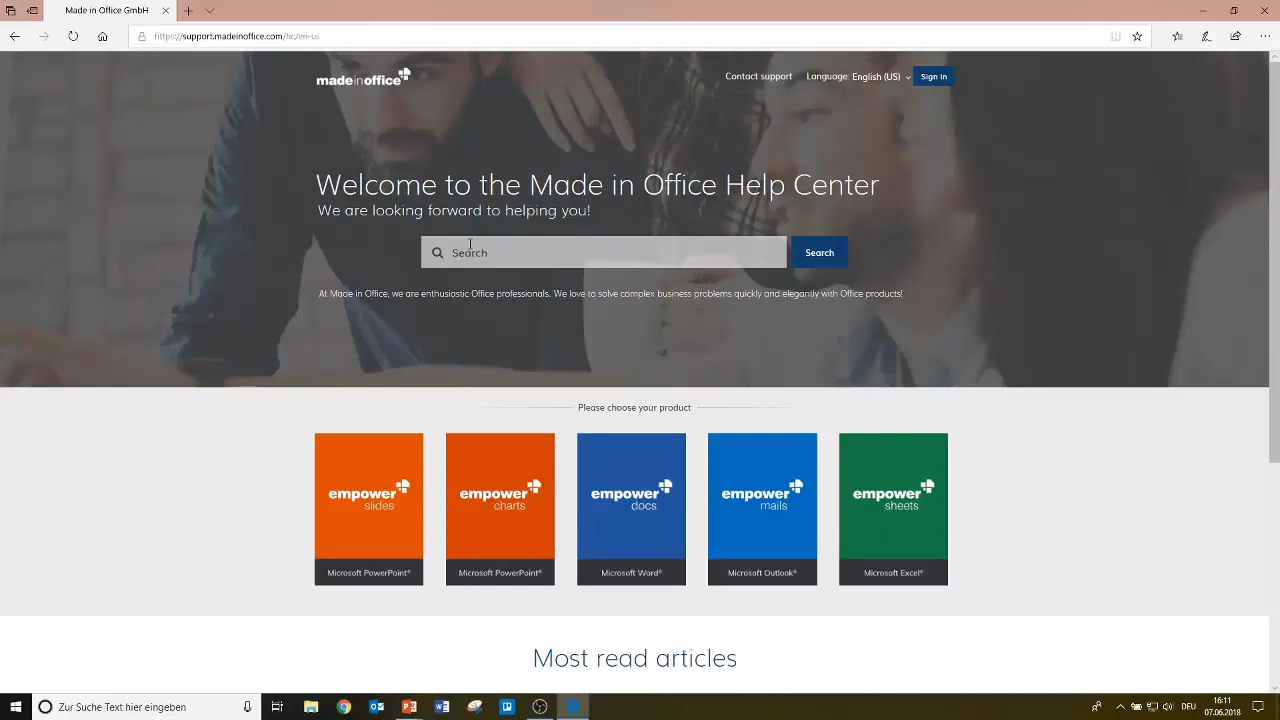 Made in Office GmbH
https://support.madeinoffice.com/hc/en-us
madeinoffice
Contact support
Language: English (US)
Sign in
Welcome to the Made in Office Help Center
We are looking forward to helping you!
Search
Search
At Made in Office, we are enthusiastic Office professionals. We love to solve complex business problems quickly and elegantly with Office products!
Please choose your product
empower slides
empower charts
empower docs
empower mails
empower sheets
Microsoft PowerPoint®
Microsoft PowerPoint®
Microsoft Word®
Microsoft Outlook®
Microsoft Excel®
Most read articles
Zur Suche Text hier eingeben
DEU
16:11
07.06.2018